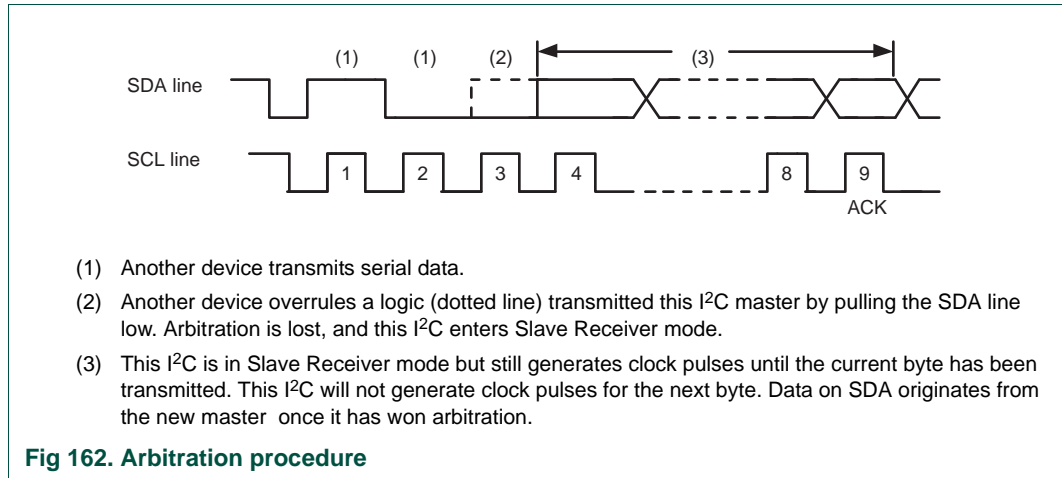 (1) (1) (2) (3)
SDA line
SCL line
1 2 3 4 8 9
ACK
(1) Another device transmits serial data.
(2) Another device overrules a logic (dotted line) transmitted this I2C master by pulling the SDA line
low. Arbitration is lost, and this I2C enters Slave Receiver mode.
(3) This I2C is in Slave Receiver mode but still generates clock pulses until the current byte has been
transmitted. This I2C will not generate clock pulses for the next byte. Data on SDA originates from
the new master once it has won arbitration.
Fig 162. Arbitration procedure